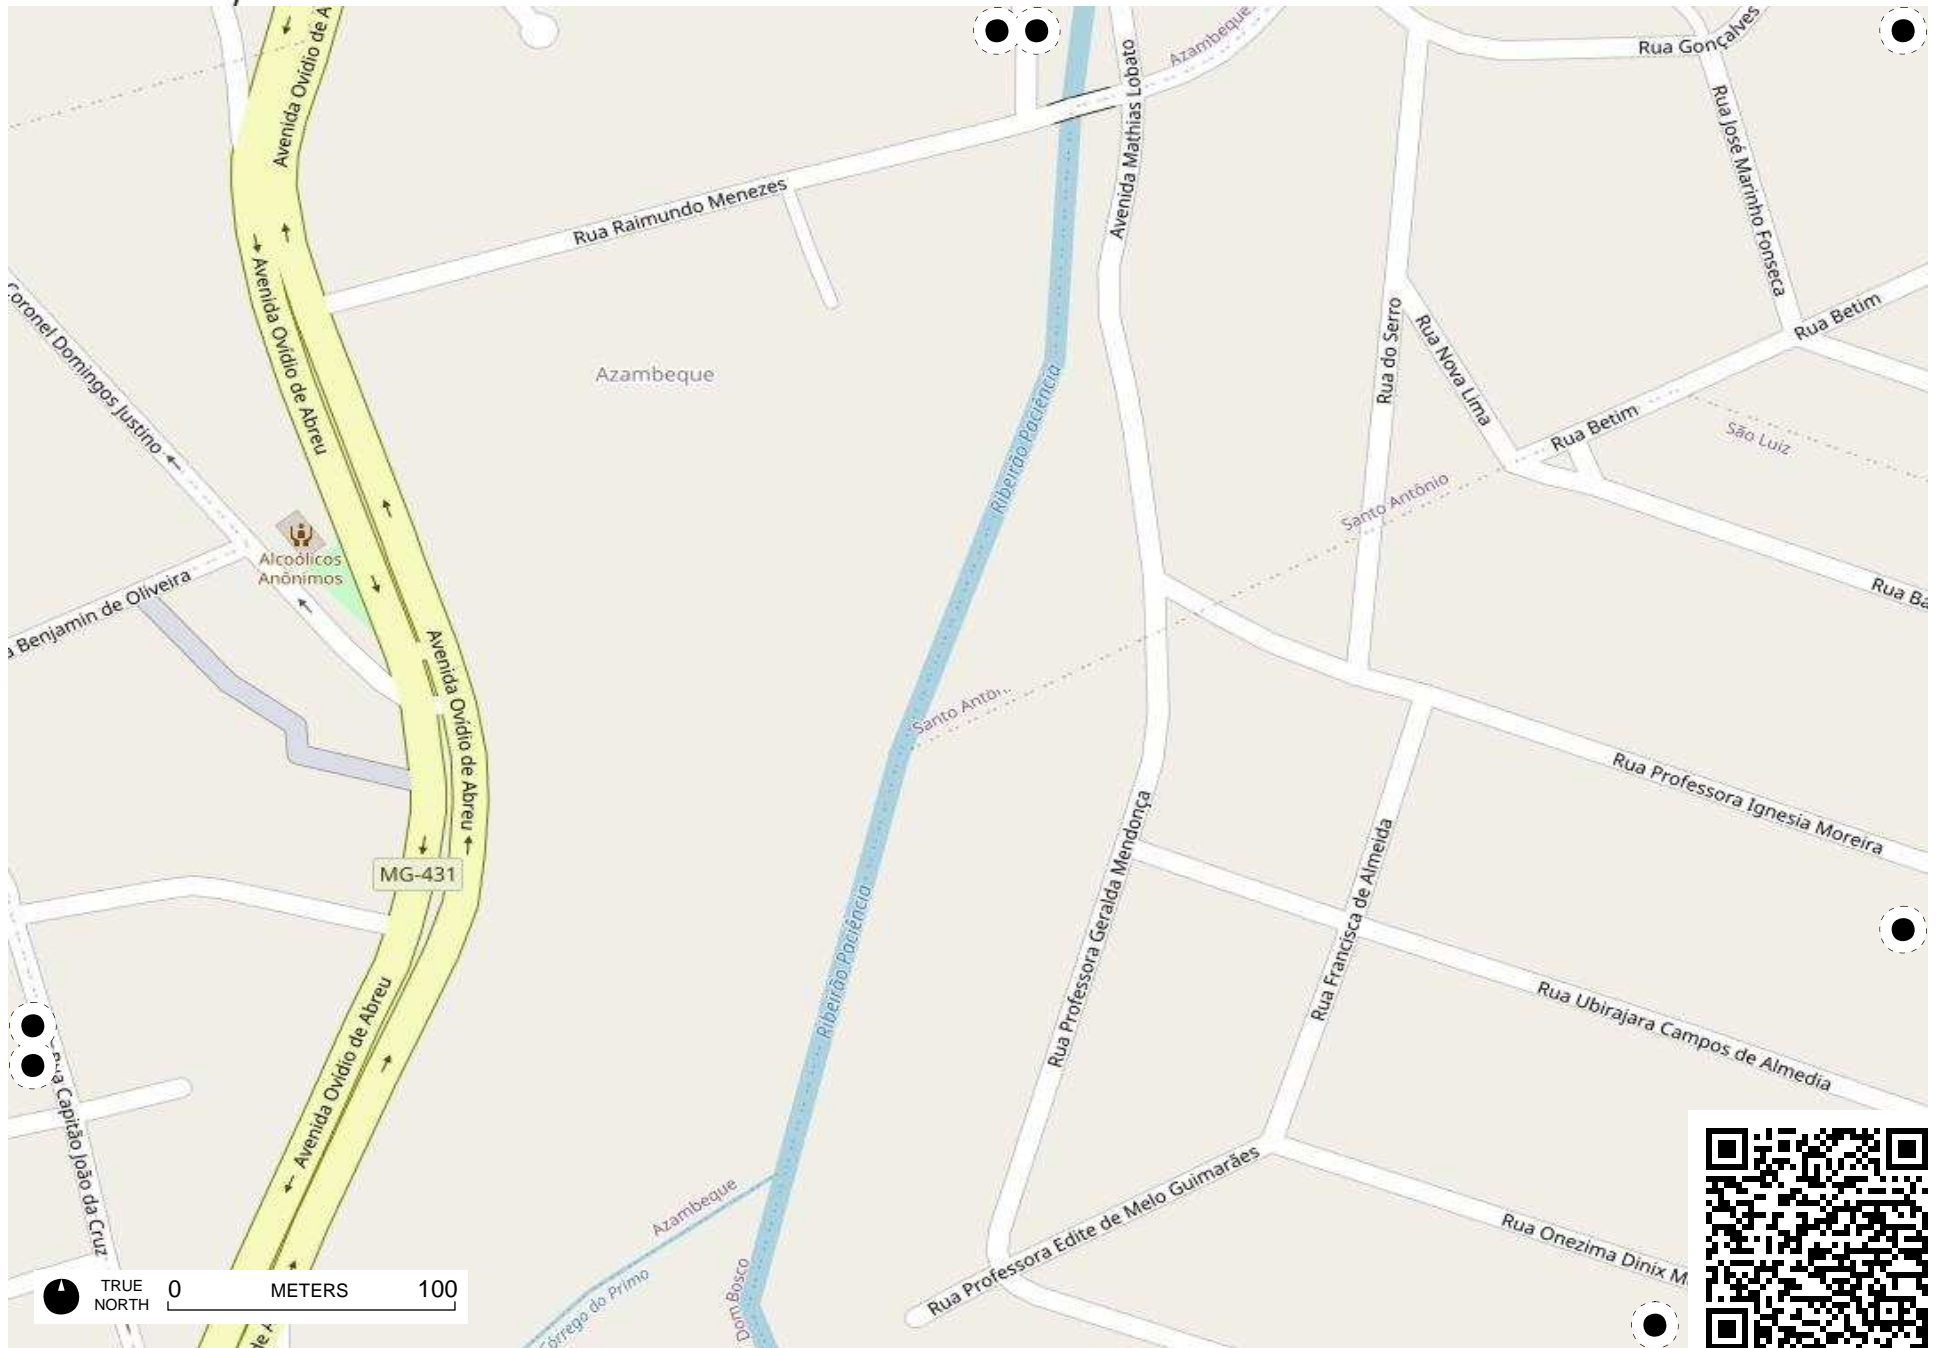 Avenida Ovídio de A
Azambeque
Rua Gonçalves
Avenida Mathias Lobato
Rua José Marinho Fonseca
Rua Raimundo Menezes
Avenida Ovídio de Abreu
Coronel Domingos Justino
Rua Betim
Rua do Serro
Rua Nova Lima
Azambeque
Ribeirão Paciência
Rua Betim
São Luiz
Santo Antônio
Alcoólicos
Anônimos
a Benjamin de Oliveira
Rua Ba
Avenida Ovídio de Abreu
Santo Antôn
Rua Professora Ignesia Moreira
Rua Professora Geralda Mendonça
Rua Francisca de Almeida
MG-431
Ribeirão Paciência
Avenida Ovídio de Abreu
Rua Ubirajara Campos de Almedia
Rua Capitão João da Cruz
Rua Professora Edite de Melo Guimarães
Azambeque
Rua Onezima Dinix M
Dom Bosco
Córrego do Primo
TRUE
NORTH
0 METERS 100
de A